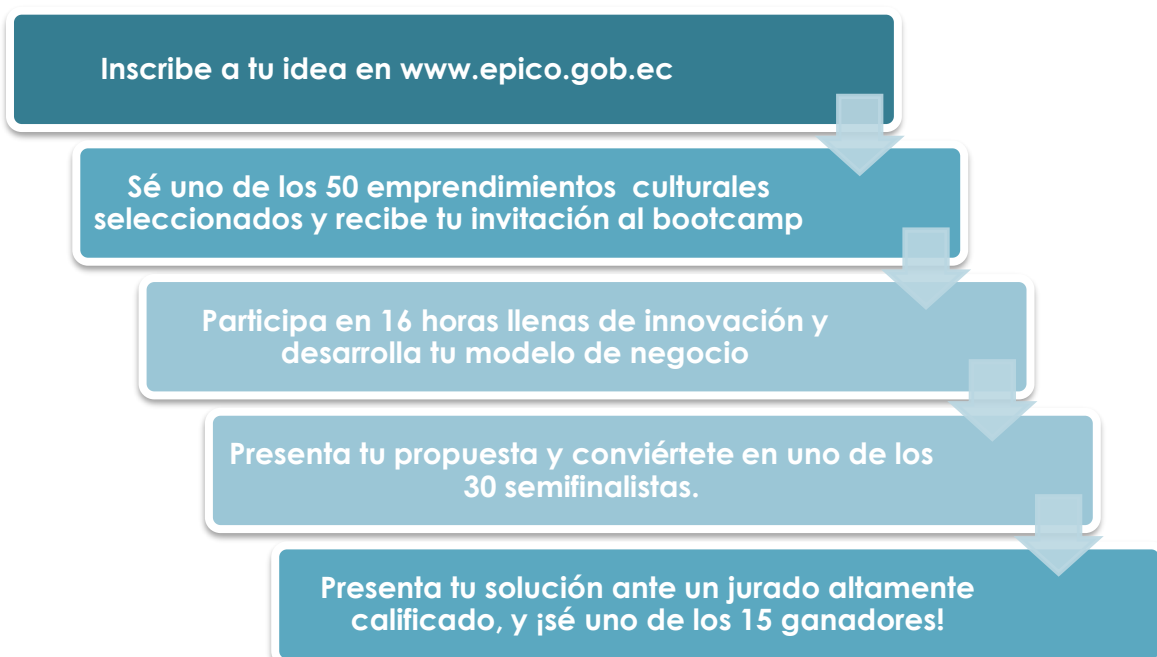 Inscribe a tu idea en www.epico.gob.ec
Sé uno de los 50 emprendimientos culturales
seleccionados y recibe tu invitación al bootcamp
Participa en 16 horas llenas de innovación y
desarrolla tu modelo de negocio
Presenta tu propuesta y conviértete en uno de los
30 semifinalistas.
Presenta tu solución ante un jurado altamente
calificado, y ¡sé uno de los 15 ganadores!